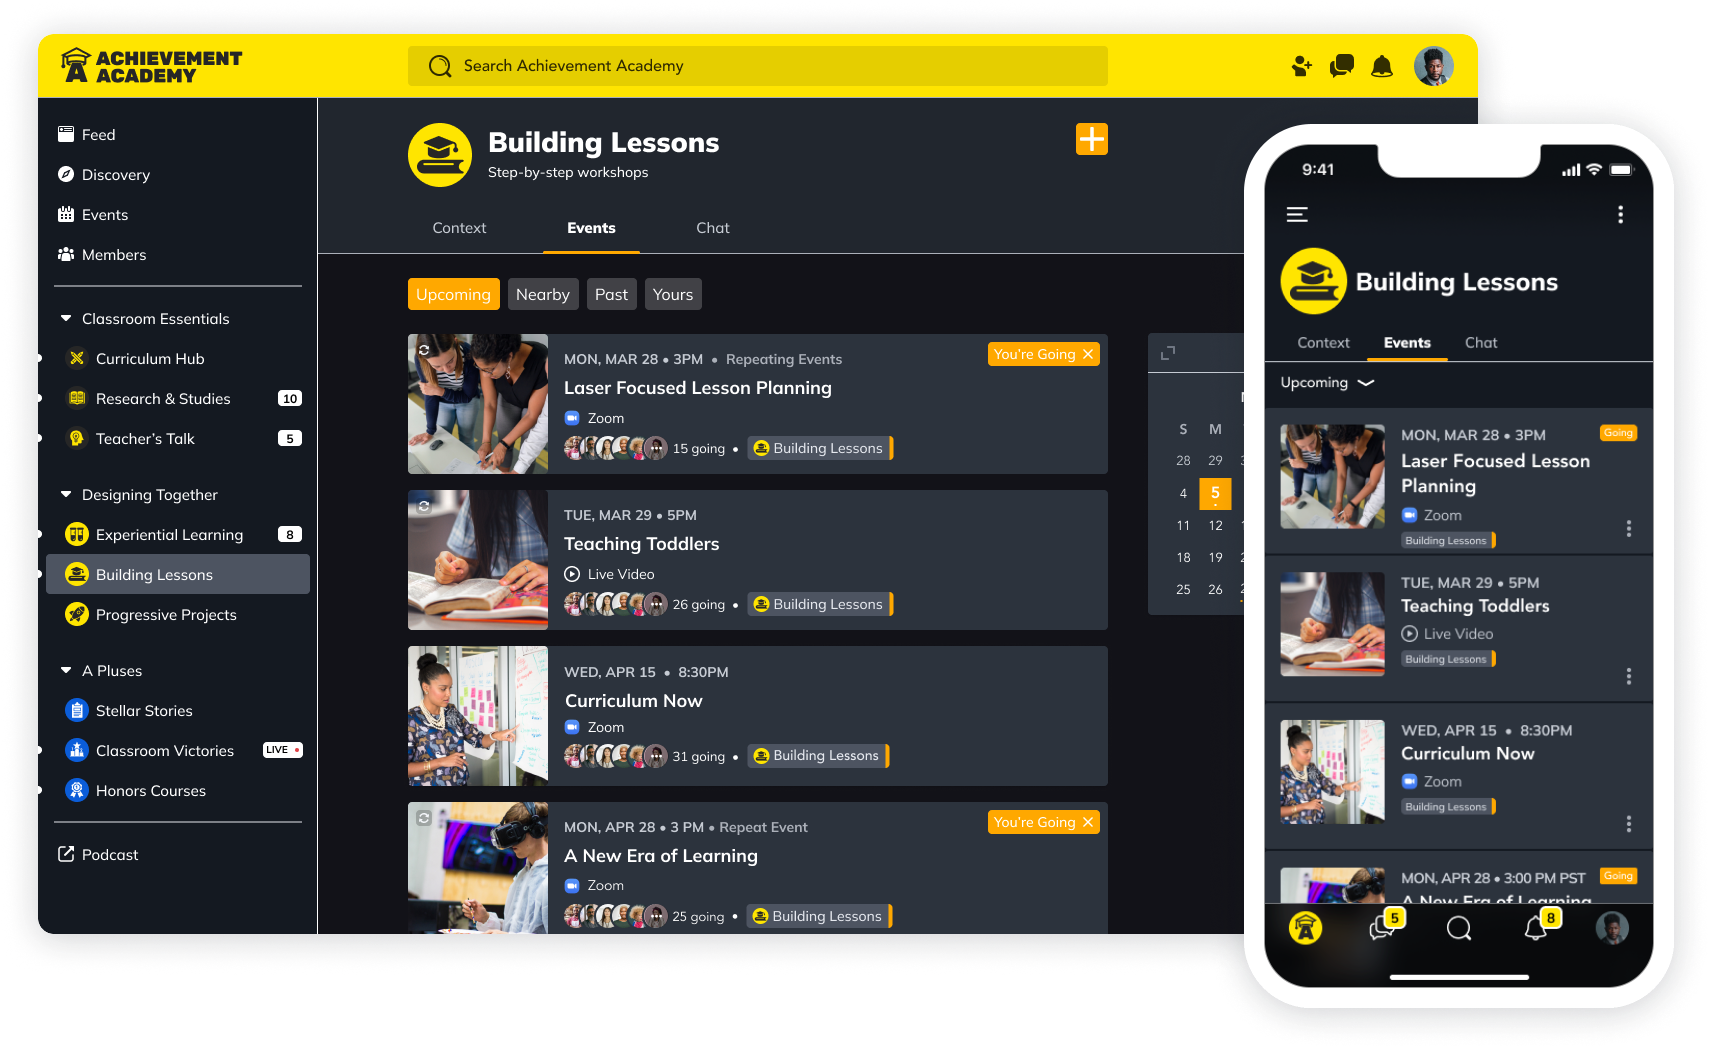 ACHIEVEMENT
ACADEMY
Search Achievement Academy
Feed
Discovery
Events
Members
Classroom Essentials
Curriculum Hub
Research & Studies 10
Teacher's Talk 5
Designing Together
Experiential Learning 8
Building Lessons
Progressive Projects
A Pluses
Stellar Stories
Classroom Victories LIVE
Honors Courses
Podcast
Building Lessons
Step-by-step workshops
Context Events Chat
Upcoming Nearby Past Yours
MON, MAR 28 • 3PM • Repeating Events
You're Going ×
Laser Focused Lesson Planning
Zoom
15 going • Building Lessons
TUE, MAR 29 • 5PM
Teaching Toddlers
Live Video
26 going • Building Lessons
WED, APR 15 • 8:30PM
Curriculum Now
Zoom
31 going • Building Lessons
MON, APR 28 • 3 PM • Repeat Event
You're Going ×
A New Era of Learning
Zoom
25 going • Building Lessons
S M
28 29
4 5
11 12
18 19
25 26
9:41
Building Lessons
Context Events Chat
Upcoming
MON, MAR 28 • 3PM
Going
Laser Focused Lesson
Planning
Zoom
Building Lessons
TUE, MAR 29 • 5PM
Teaching Toddlers
Live Video
Building Lessons
WED, APR 15 • 8:30PM
Curriculum Now
Zoom
Building Lessons
MON, APR 28 • 3:00 PM PST
Going
A New Era of Learning
5 8